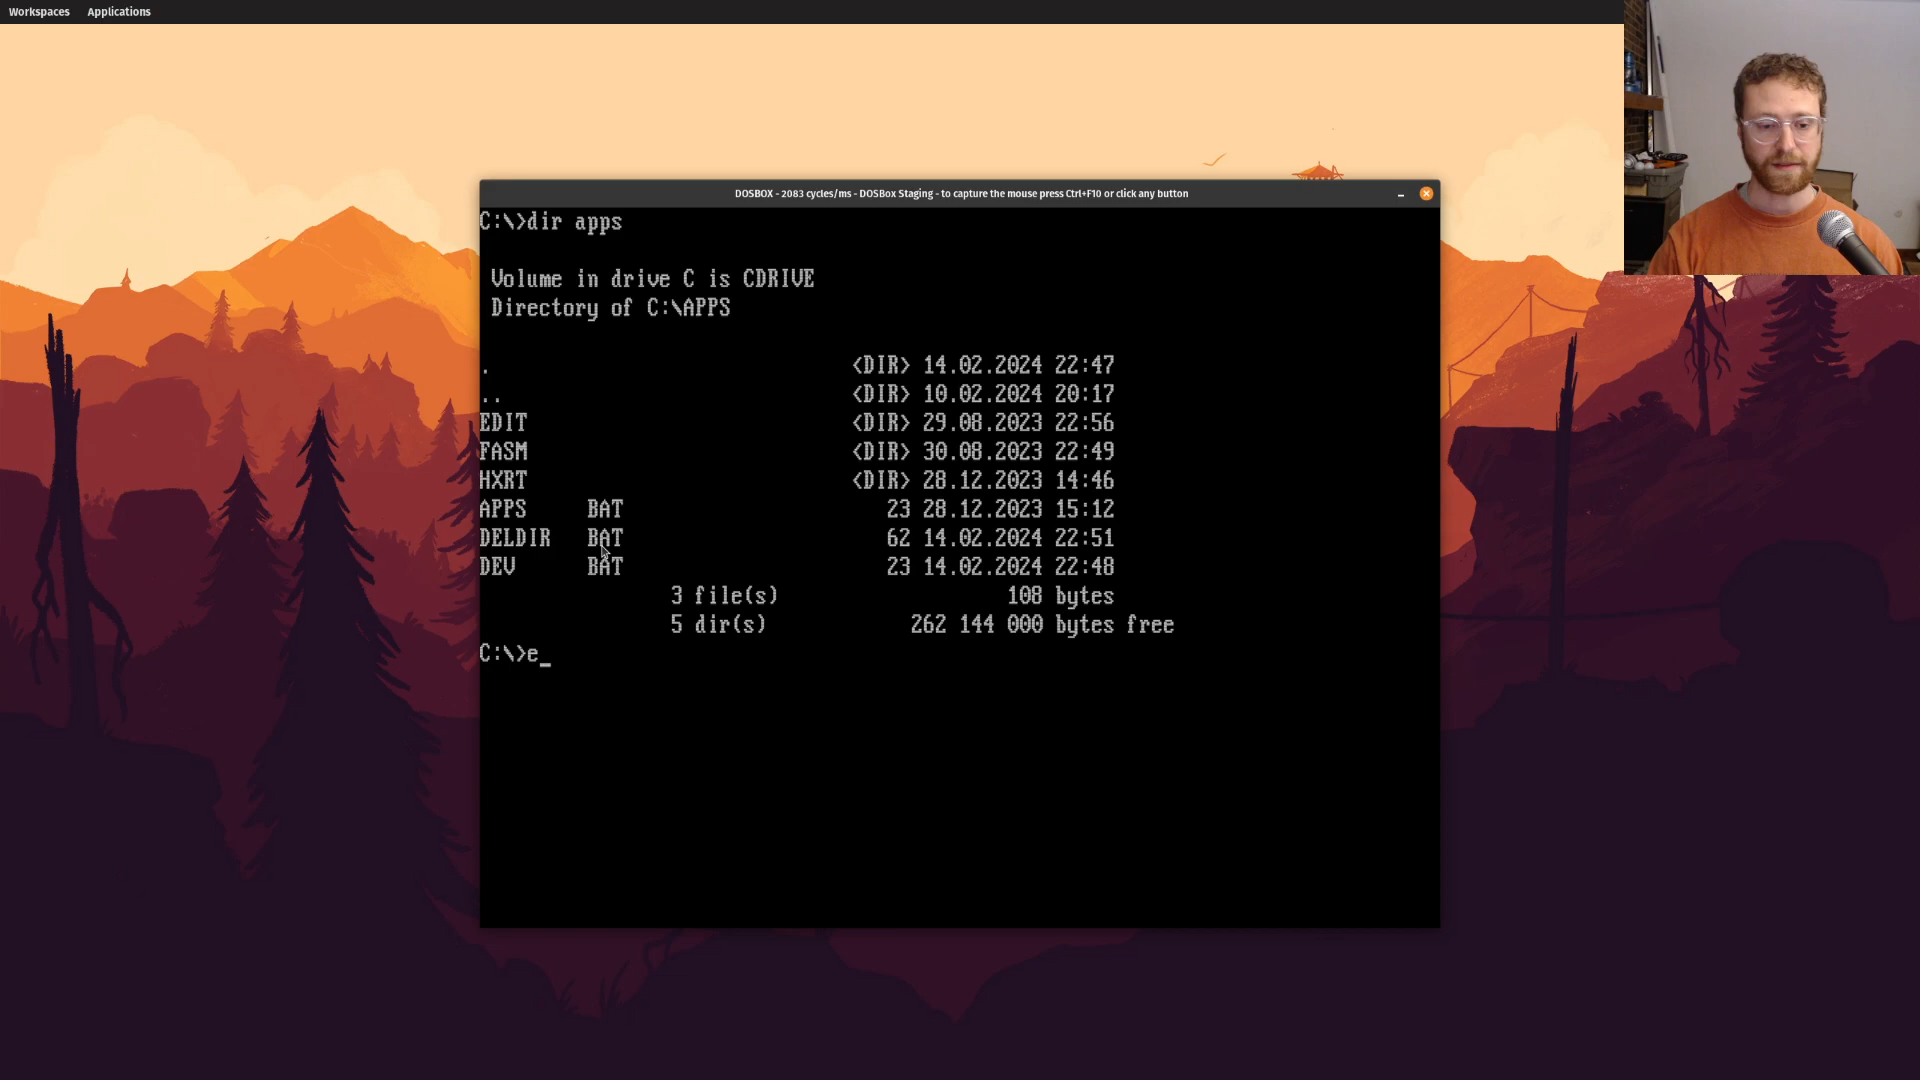 Workspaces Applications
DOSBOX - 2083 cycles/ms - DOSBox Staging - to capture the mouse press Ctrl+F10 or click any button
C:\>dir apps
Volume in drive C is CDRIVE
Directory of C:\APPS
. <DIR> 14.02.2024 22:47
.. <DIR> 10.02.2024 20:17
EDIT <DIR> 29.08.2023 22:56
FASM <DIR> 30.08.2023 22:49
HXRT <DIR> 28.12.2023 14:46
APPS BAT 23 28.12.2023 15:12
DELDIR BAT 62 14.02.2024 22:51
DEV BAT 23 14.02.2024 22:48
3 file(s) 108 bytes
5 dir(s) 262 144 000 bytes free
C:\>e_